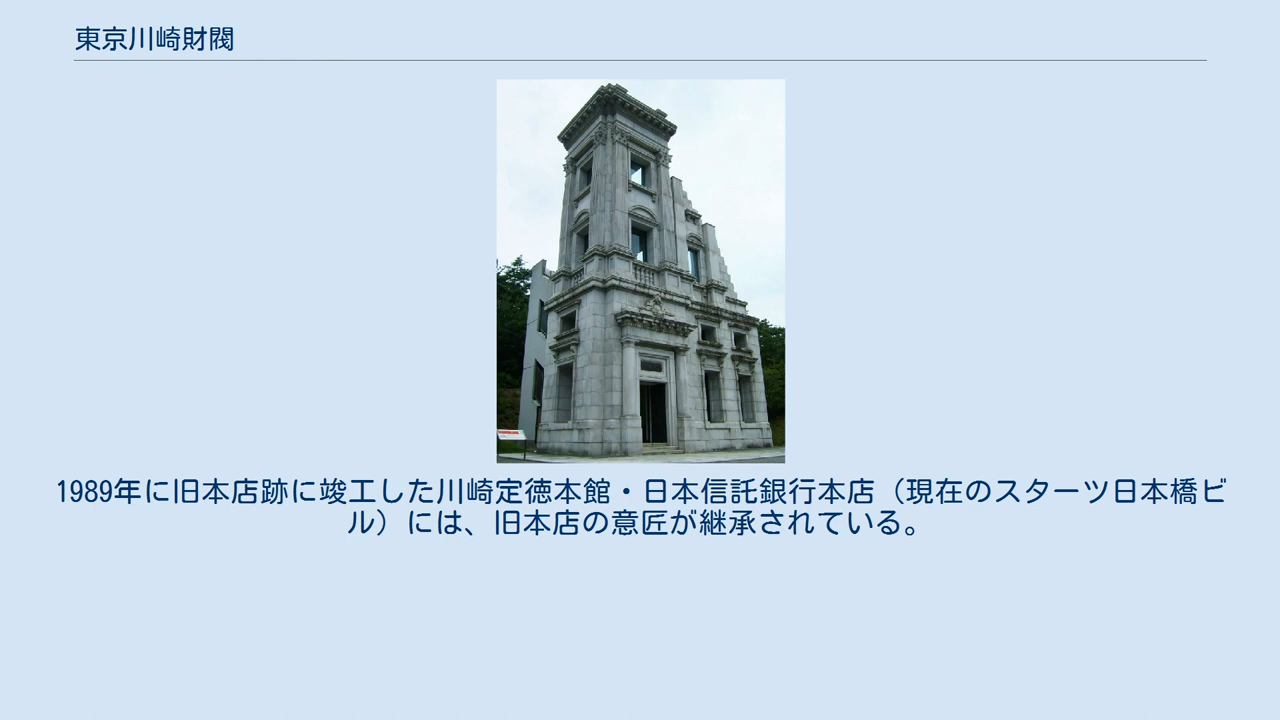 東京川崎財閥
1989年に旧本店跡に竣工した川崎定徳本館・日本信託銀行本店（現在のスターツ日本橋ビ
ル）には、旧本店の意匠が継承されている。